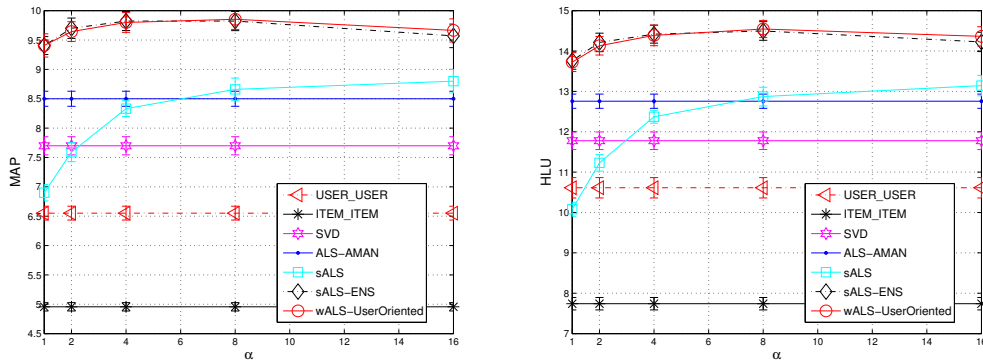 10
9.5
9
8.5
8
7.5
7
6.5
6
5.5
5
4.5
MAP
1 2 4 6 8 10 12 14 16
α
USER_USER
ITEM_ITEM
SVD
ALS-AMAN
sALS
sALS-ENS
wALS-UserOriented
15
14
13
12
11
10
9
8
7
HLU
1 2 4 6 8 10 12 14 16
α
USER_USER
ITEM_ITEM
SVD
ALS-AMAN
sALS
sALS-ENS
wALS-UserOriented